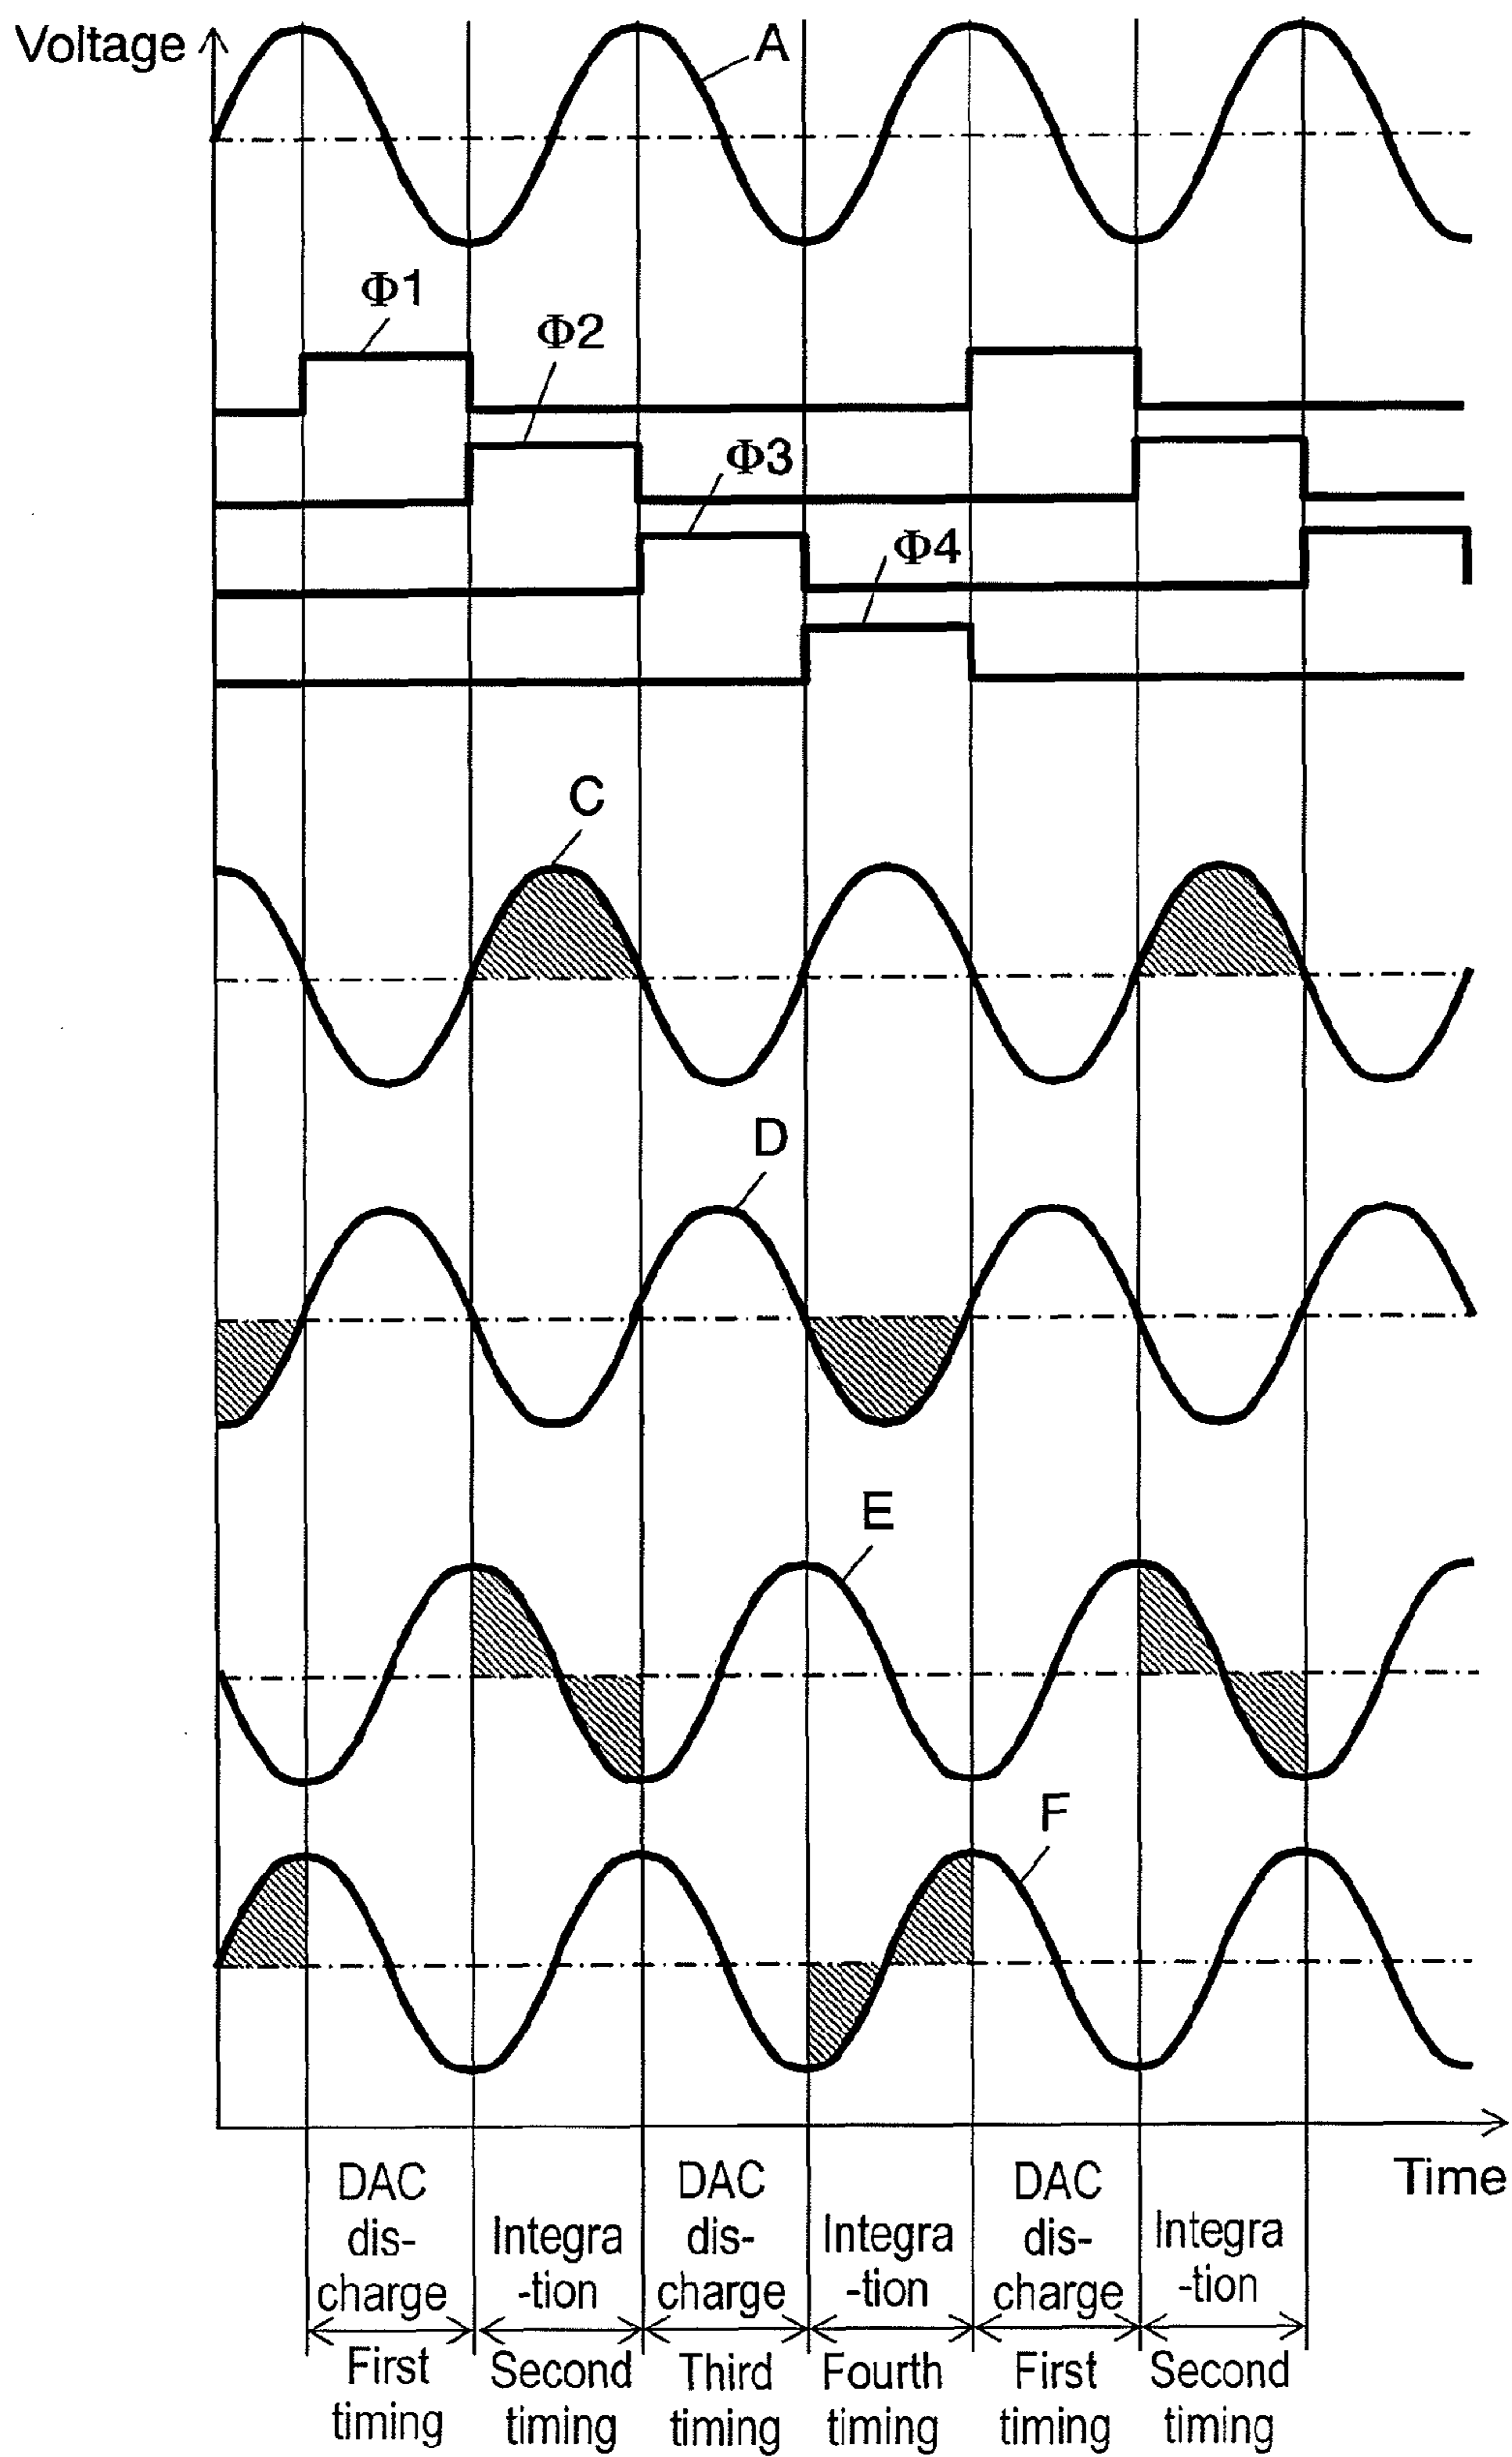 Voltage
A
Φ1
Φ2
Φ3
Φ4
C
D
E
F
Time
DAC
dis-
charge
Integra
-tion
DAC
dis-
charge
Integra
-tion
DAC
dis-
charge
Integra
-tion
First
timing
Second
timing
Third
timing
Fourth
timing
First
timing
Second
timing